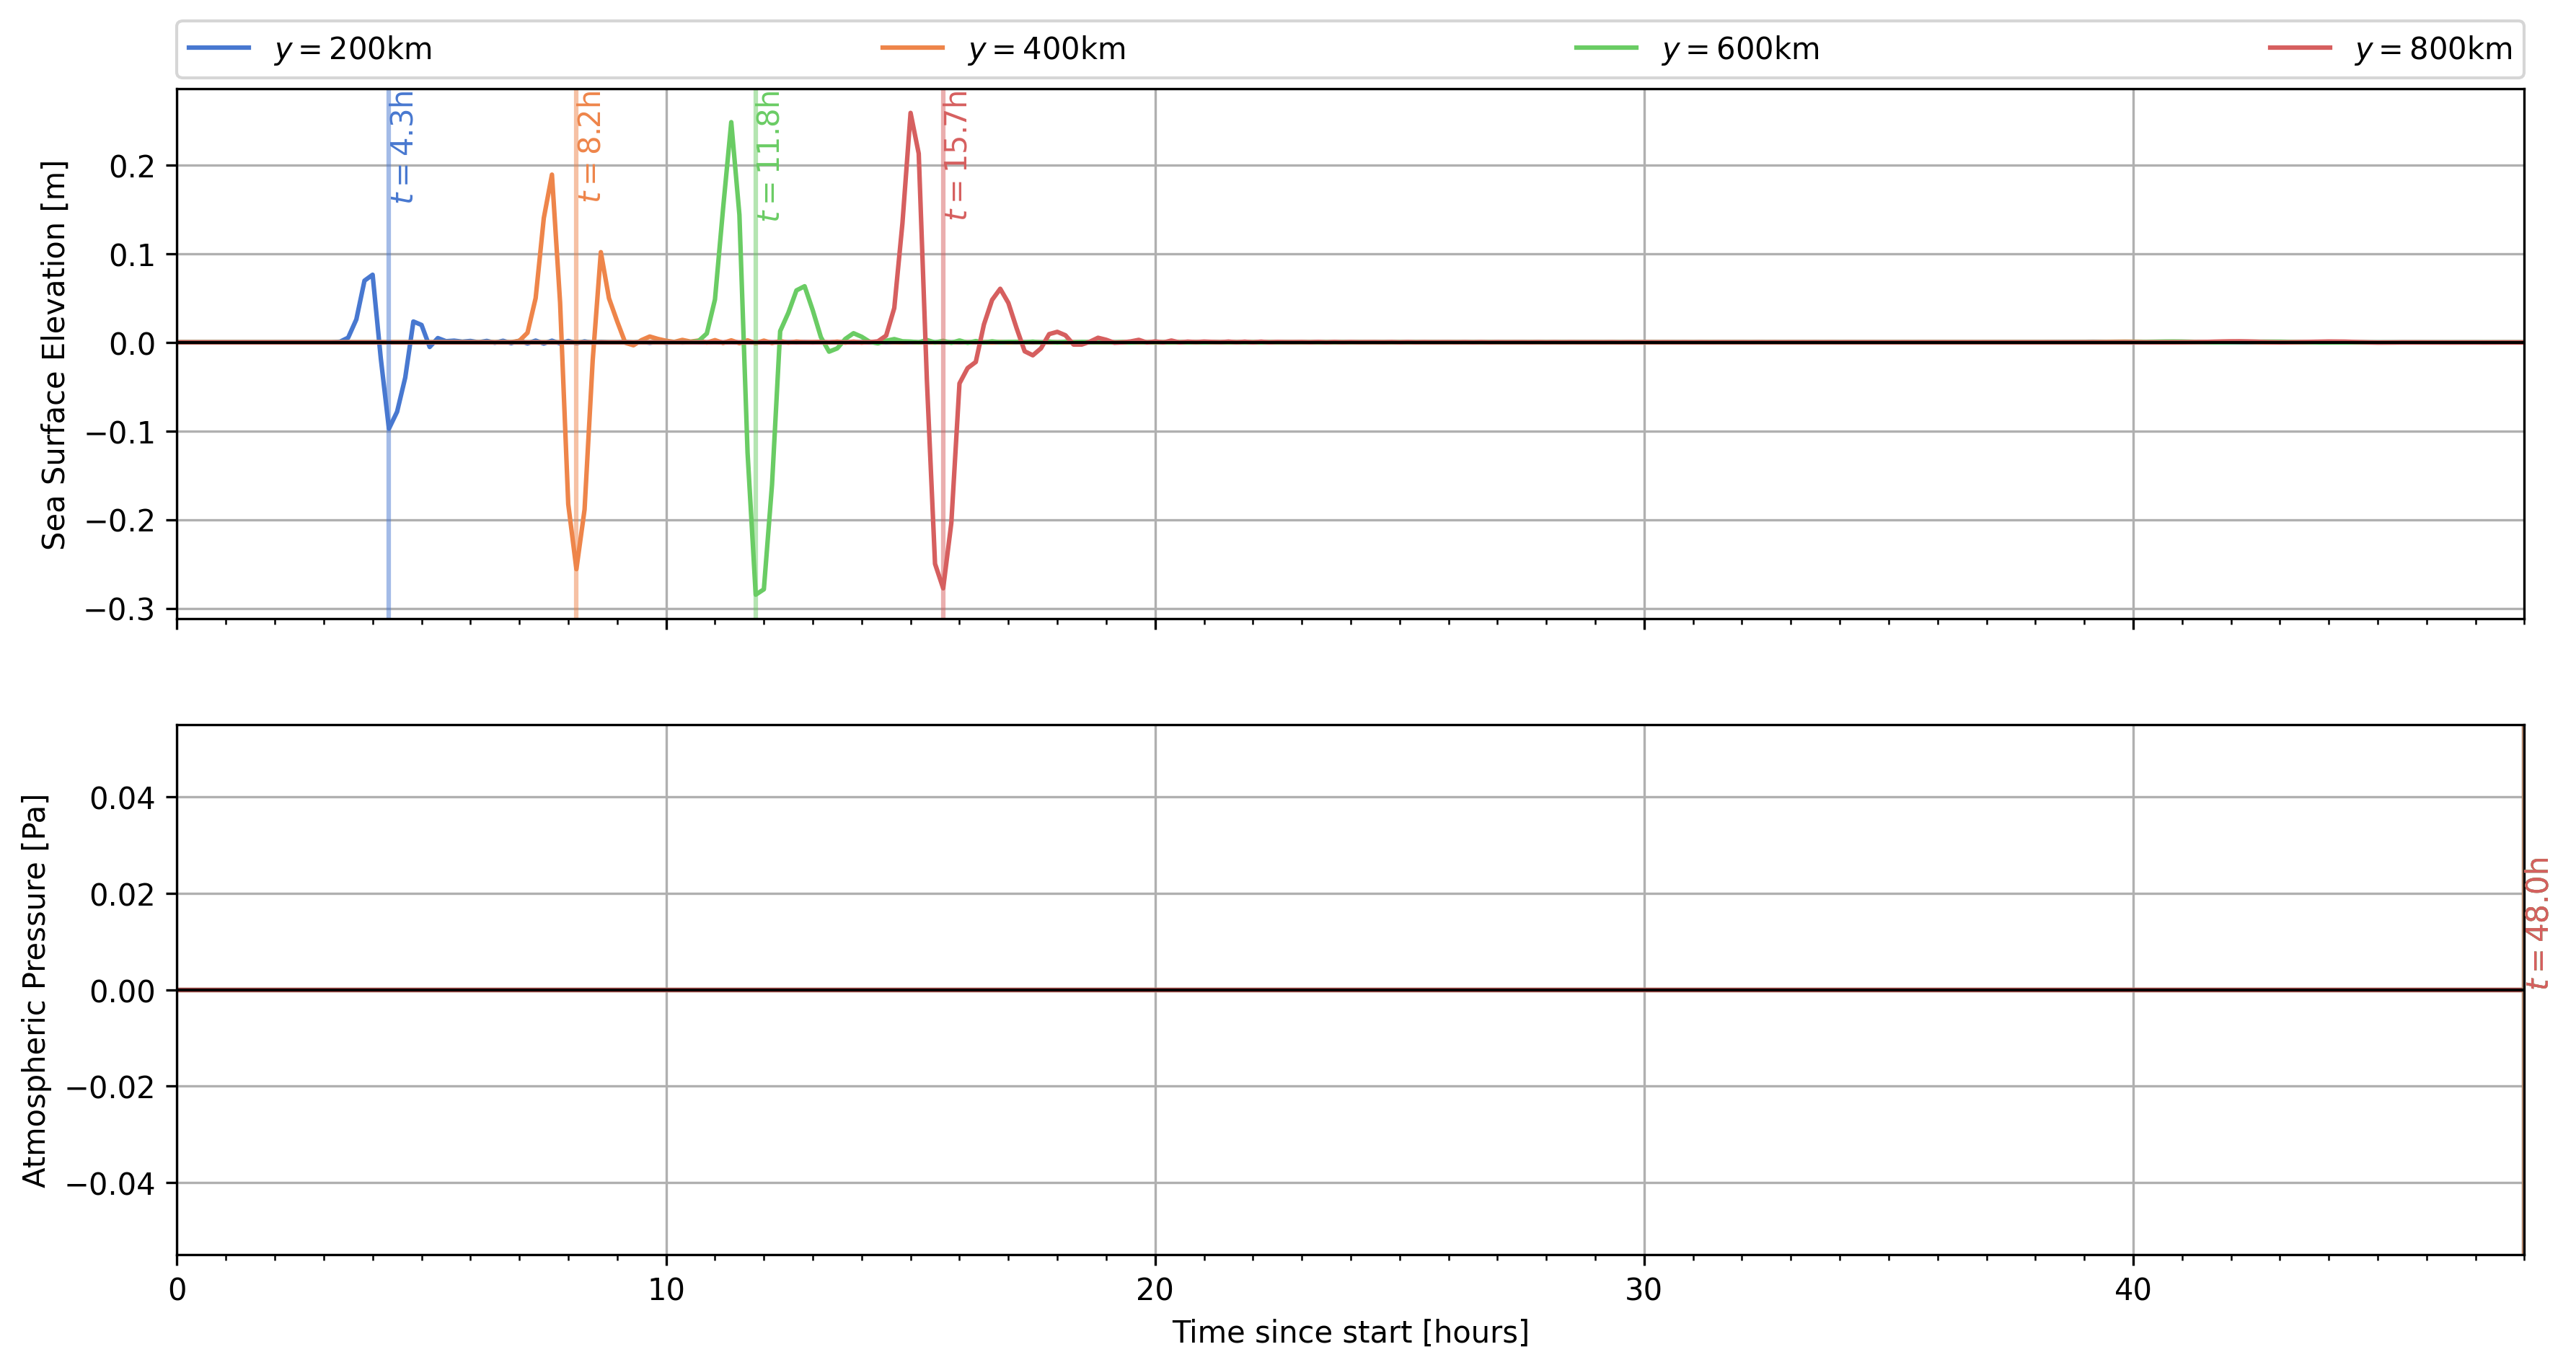 y = 200km y = 400km y = 600km y = 800km
t = 4.3h t = 8.2h t = 11.8h t = 15.7h
Sea Surface Elevation [m]
0.2
0.1
0.0
−0.1
−0.2
−0.3
Atmospheric Pressure [Pa]
0.04
0.02
0.00
−0.02
−0.04
t = 48.0h
0 10 20 30 40
Time since start [hours]